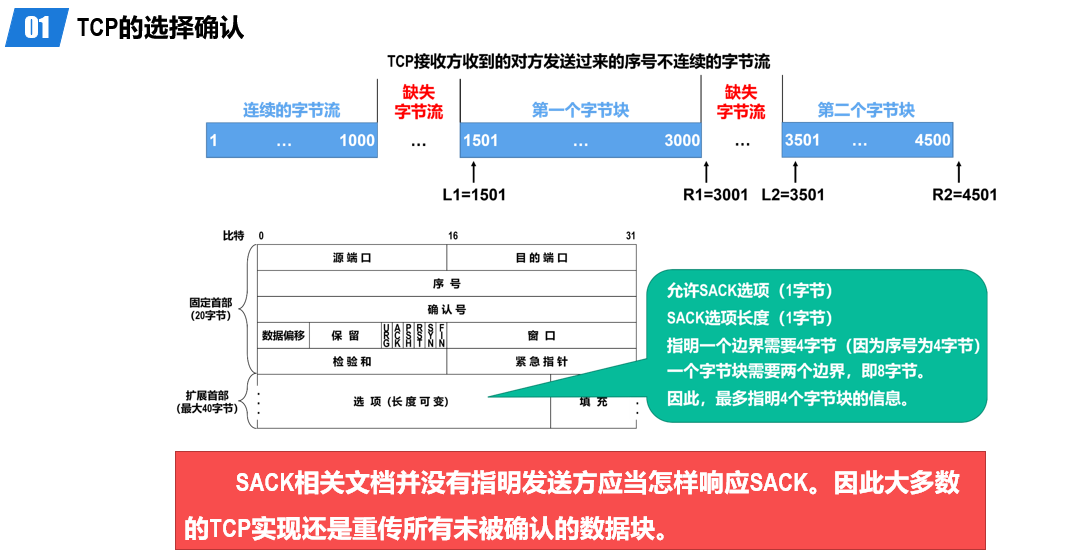 01 TCP的选择确认
TCP接收方收到的对方发送过来的序号不连续的字节流
连续的字节流
缺失
字节流
第一个字节块
缺失
字节流
第二个字节块
1 … 1000 … 1501 … 3000 … 3501 … 4500
L1=1501 R1=3001 L2=3501 R2=4501
比特 0 16 31
源端口 目的端口
序号
确认号
数据偏移 保留 URG ACK PSH RST SYN FIN 窗口
检验和 紧急指针
选项(长度可变) 填充
固定首部
(20字节)
扩展首部
(最大40字节)
允许SACK选项（1字节）
SACK选项长度（1字节）
指明一个边界需要4字节（因为序号为4字节）
一个字节块需要两个边界，即8字节。
因此，最多指明4个字节块的信息。
SACK相关文档并没有指明发送方应当怎样响应SACK。因此大多数
的TCP实现还是重传所有未被确认的数据块。